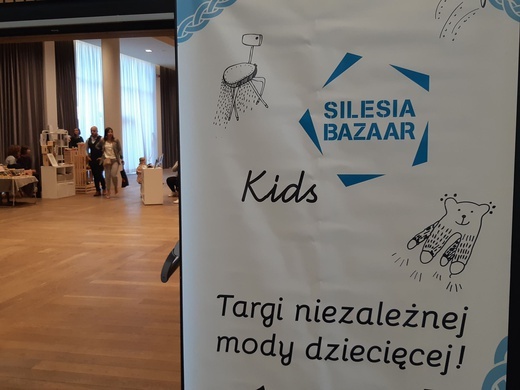 SILESIA
BAZAAR
Kids
Targi niezależnej
mody dziecięcej!